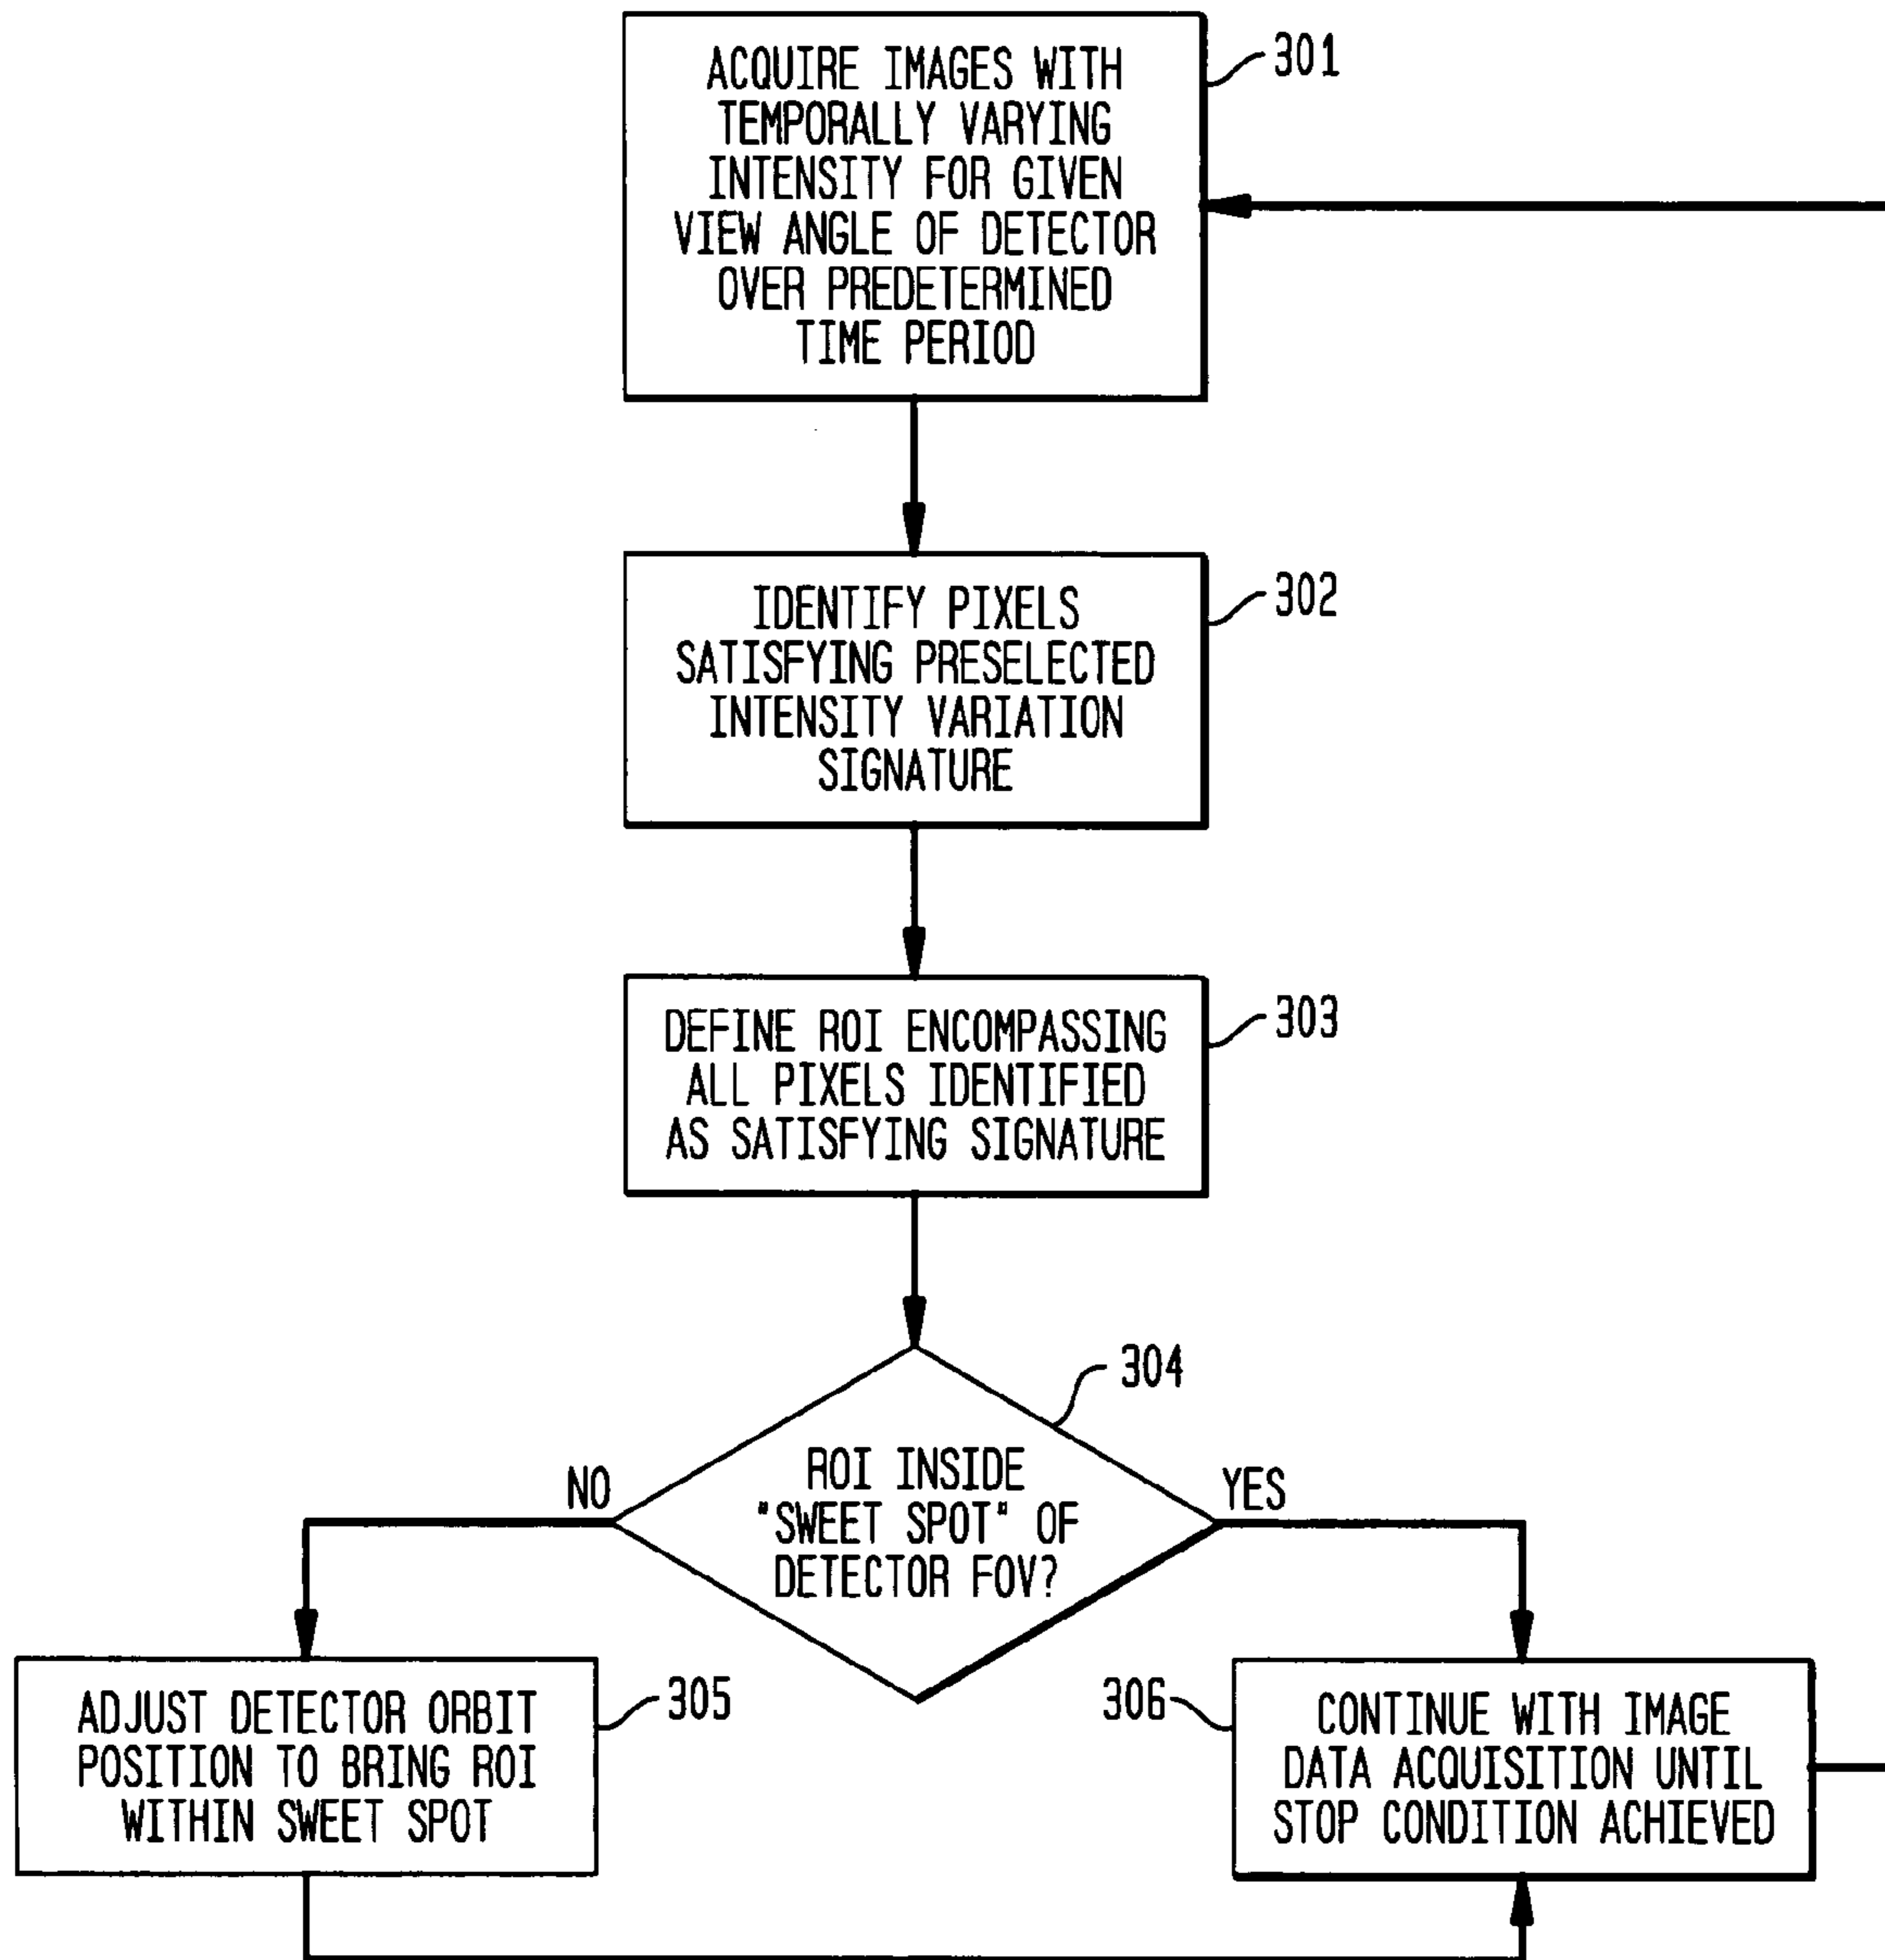 ACQUIRE IMAGES WITH
TEMPORALLY VARYING
INTENSITY FOR GIVEN
VIEW ANGLE OF DETECTOR
OVER PREDETERMINED
TIME PERIOD
301
IDENTIFY PIXELS
SATISFYING PRESELECTED
INTENSITY VARIATION
SIGNATURE
302
DEFINE ROI ENCOMPASSING
ALL PIXELS IDENTIFIED
AS SATISFYING SIGNATURE
303
304
ROI INSIDE
"SWEET SPOT" OF
DETECTOR FOV?
NO
YES
ADJUST DETECTOR ORBIT
POSITION TO BRING ROI
WITHIN SWEET SPOT
305
306
CONTINUE WITH IMAGE
DATA ACQUISITION UNTIL
STOP CONDITION ACHIEVED